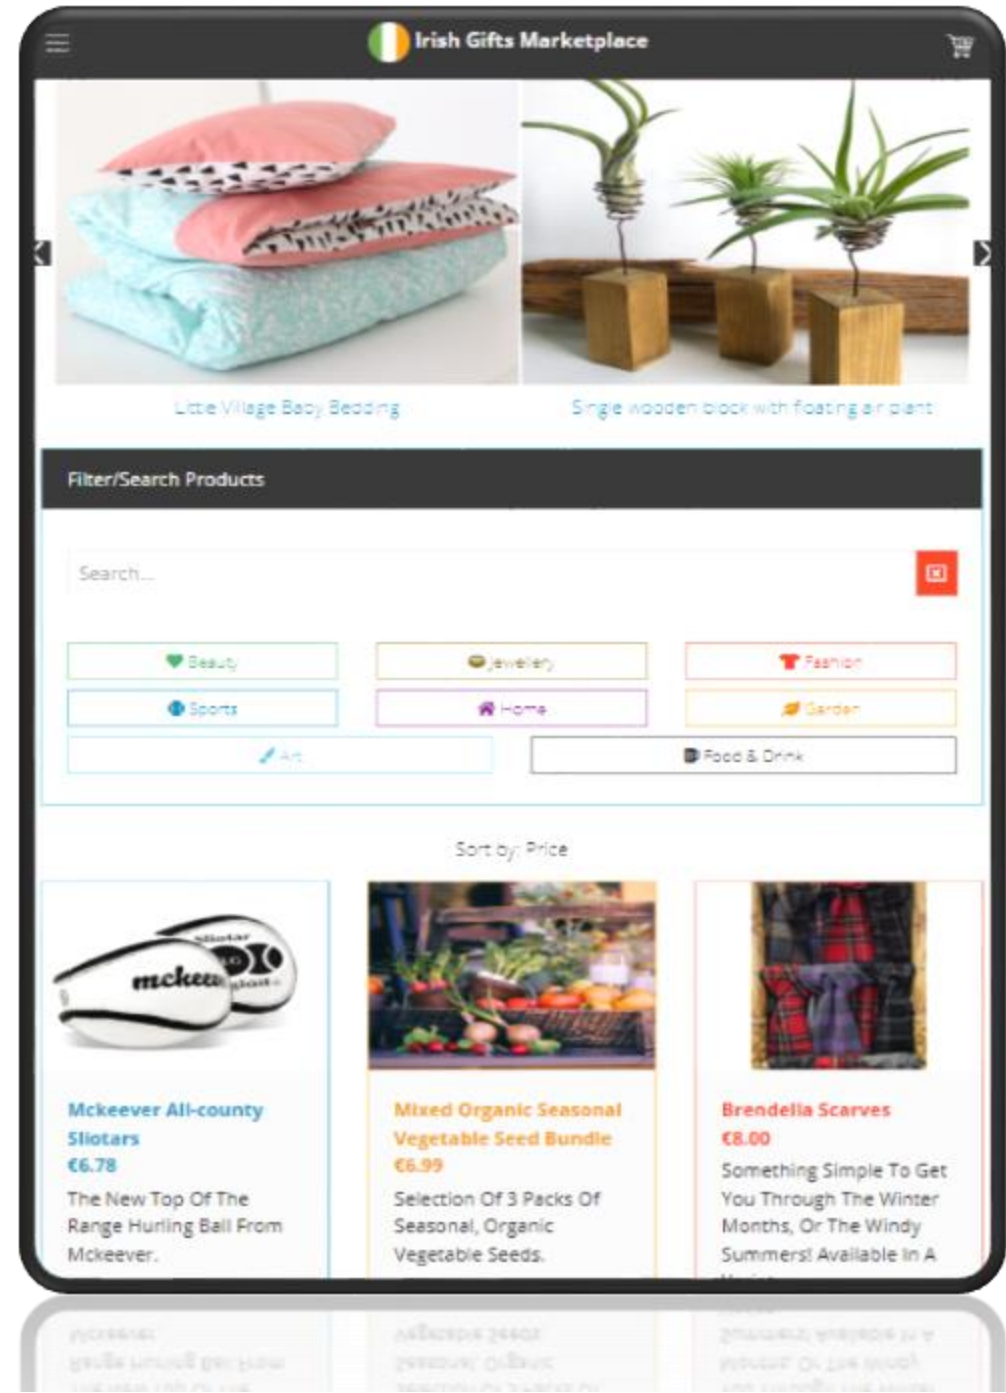 Irish Gifts Marketplace
Little Village Baby Bedding
Single wooden block with floating air plant
Filter/Search Products
Search...
Beauty
Jewellery
Fashion
Sports
Home
Garden
Art
Food & Drink
Sort by: Price
Sliotar
mckee
Mckeever All-county
Sliotars
€6.78
The New Top Of The
Range Hurling Ball From
Mckeever.
Mixed Organic Seasonal
Vegetable Seed Bundle
€6.99
Selection Of 3 Packs Of
Seasonal, Organic
Vegetable Seeds.
Brendella Scarves
€8.00
Something Simple To Get
You Through The Winter
Months, Or The Windy
Summers! Available In A